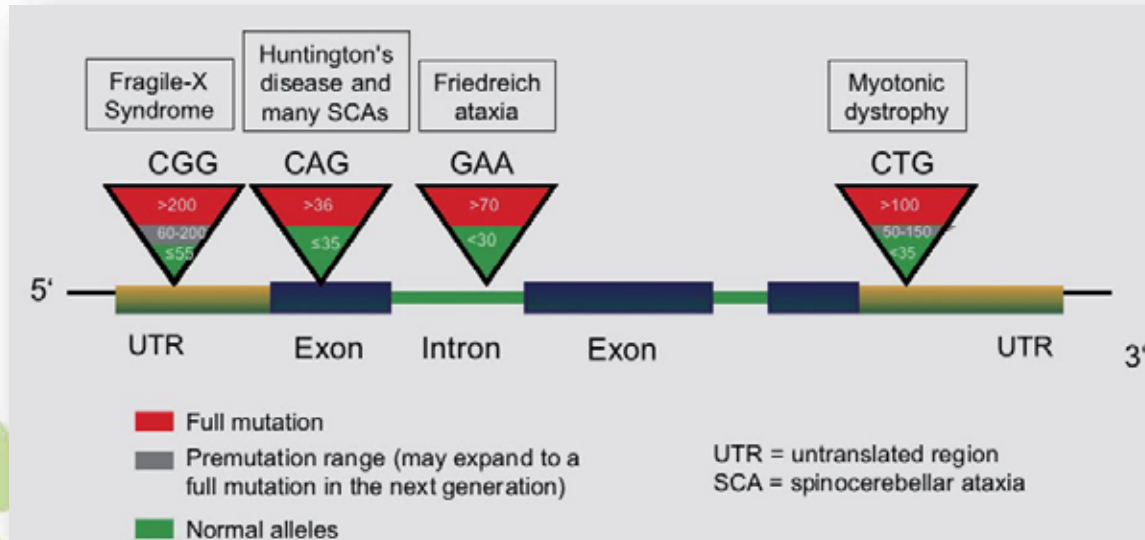 Fragile-X
Syndrome
Huntington's
disease and
many SCAs
Friedreich
ataxia
Myotonic
dystrophy
CGG
CAG
GAA
CTG
>200
60-200
≤55
>36
≤35
>70
<30
>100
50-150
<35
5'
UTR
Exon
Intron
Exon
UTR
3'
Full mutation
Premutation range (may expand to a
full mutation in the next generation)
Normal alleles
UTR = untranslated region
SCA = spinocerebellar ataxia